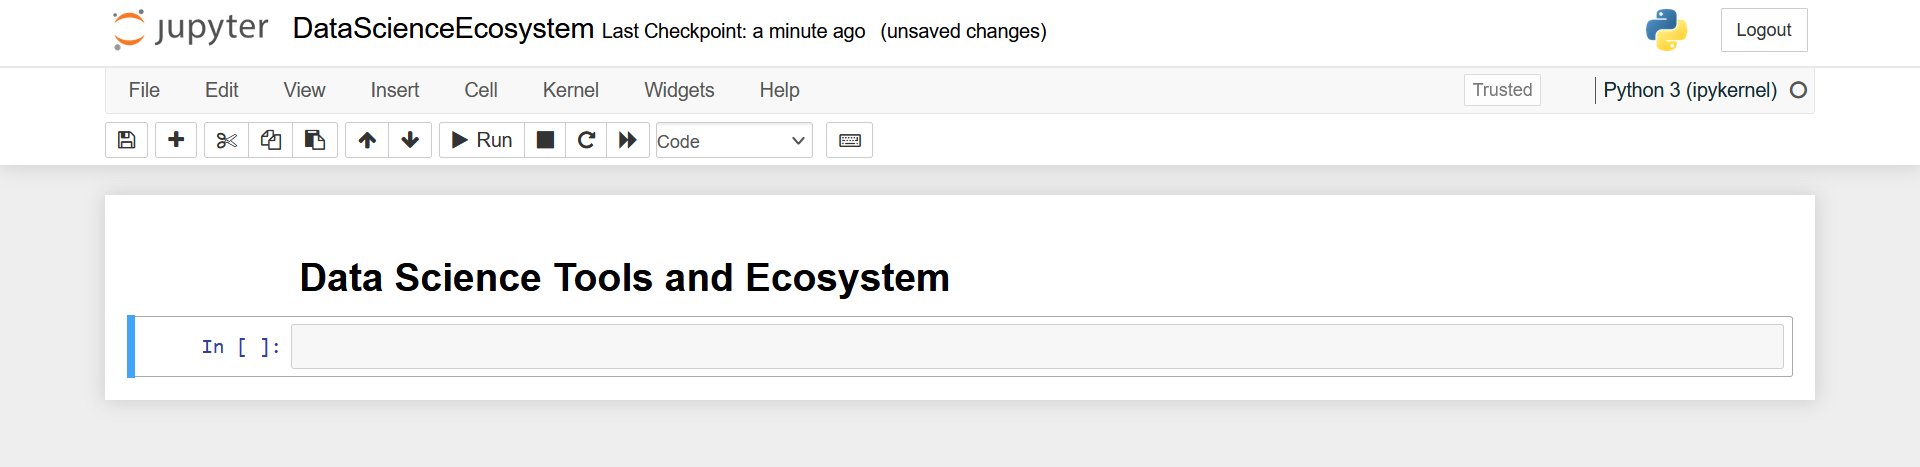 jupyter DataScienceEcosystem Last Checkpoint: a minute ago (unsaved changes) Logout
File Edit View Insert Cell Kernel Widgets Help Trusted Python 3 (ipykernel)
Run Code
Data Science Tools and Ecosystem
In [ ]: